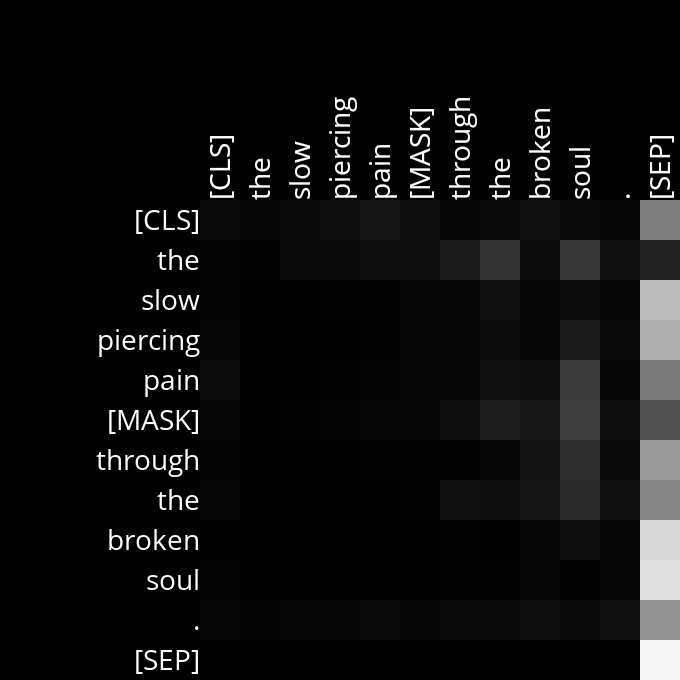 [CLS]
the
slow
piercing
pain
[MASK]
through
the
broken
soul
.
[SEP]
[CLS]
the
slow
piercing
pain
[MASK]
through
the
broken
soul
.
[SEP]